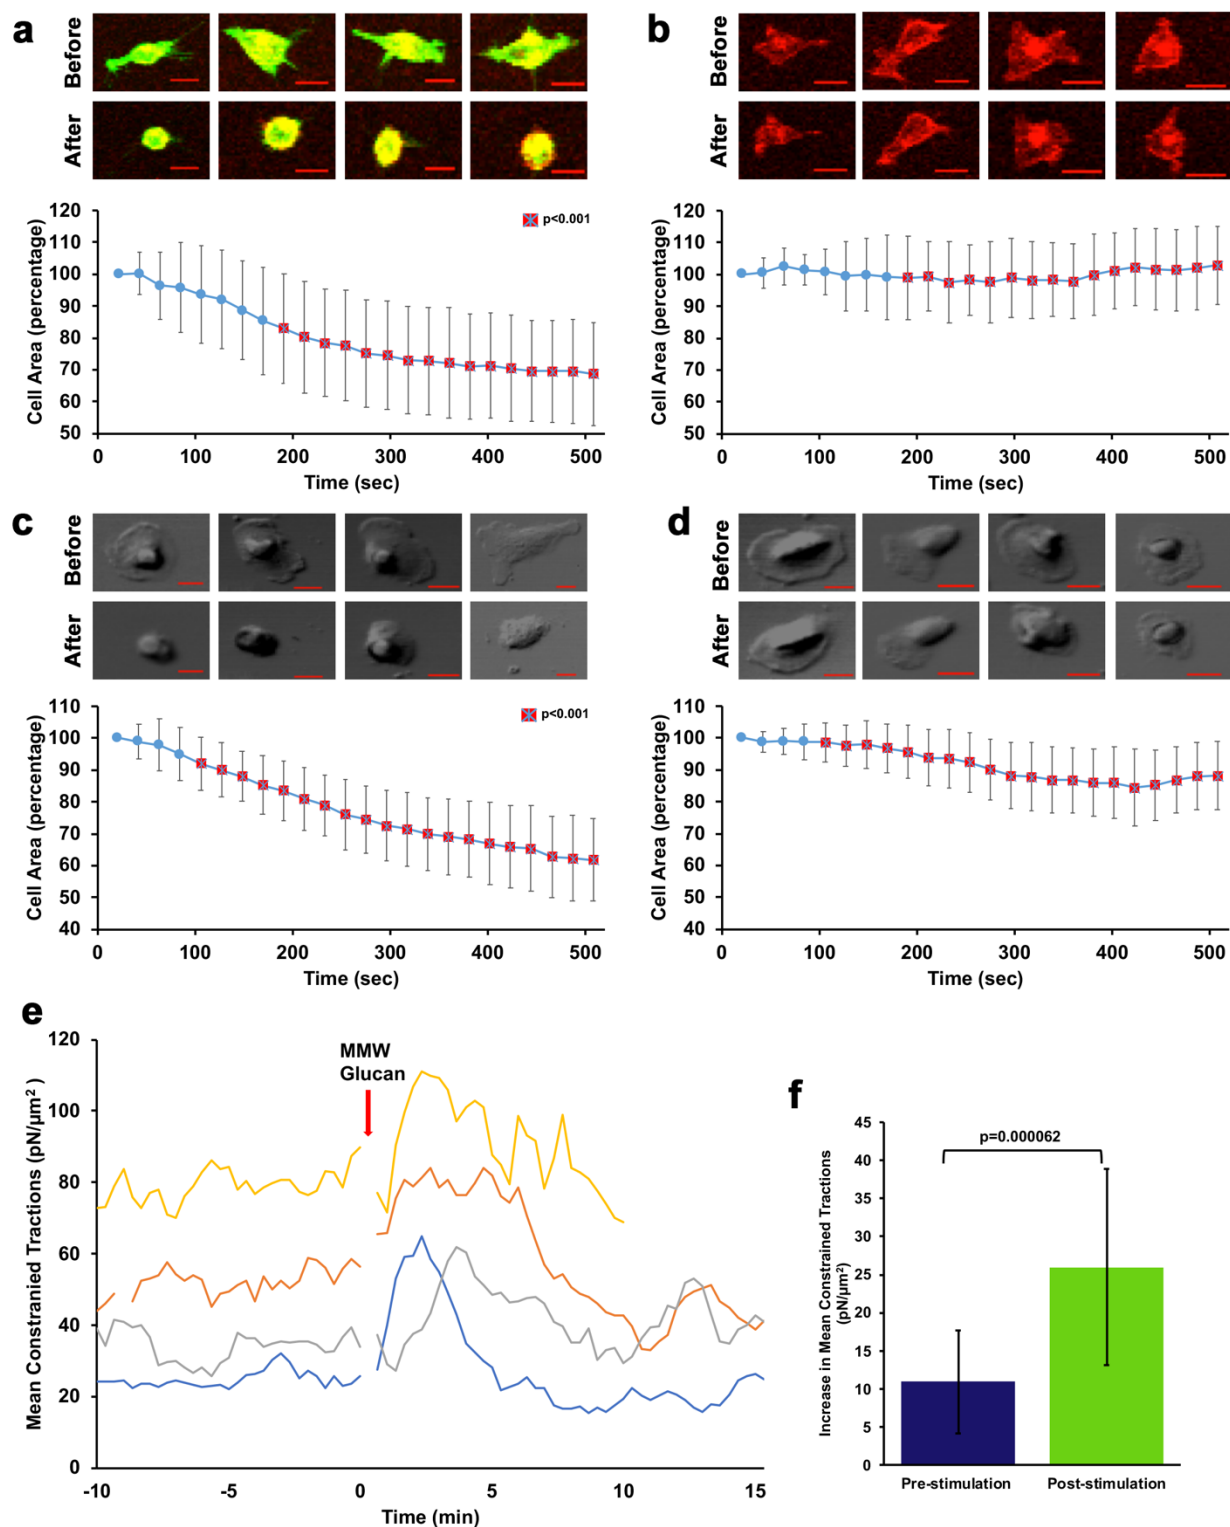 a
Before
After
120
110
100
90
80
70
60
50
Cell Area (percentage)
p<0.001
0 100 200 300 400 500
Time (sec)
b
Before
After
120
110
100
90
80
70
60
50
Cell Area (percentage)
0 100 200 300 400 500
Time (sec)
c
Before
After
110
100
90
80
70
60
50
40
Cell Area (percentage)
p<0.001
0 100 200 300 400 500
Time (sec)
d
Before
After
110
100
90
80
70
60
50
40
Cell Area (percentage)
0 100 200 300 400 500
Time (sec)
e
120
100
80
60
40
20
0
Mean Constranied Tractions (pN/µm² )
MMW
Glucan
-10 -5 0 5 10 15
Time (min)
f
45
40
35
30
25
20
15
10
5
0
Increase in Mean Constrained Tractions
(pN/µm²)
p=0.000062
Pre-stimulation Post-stimulation